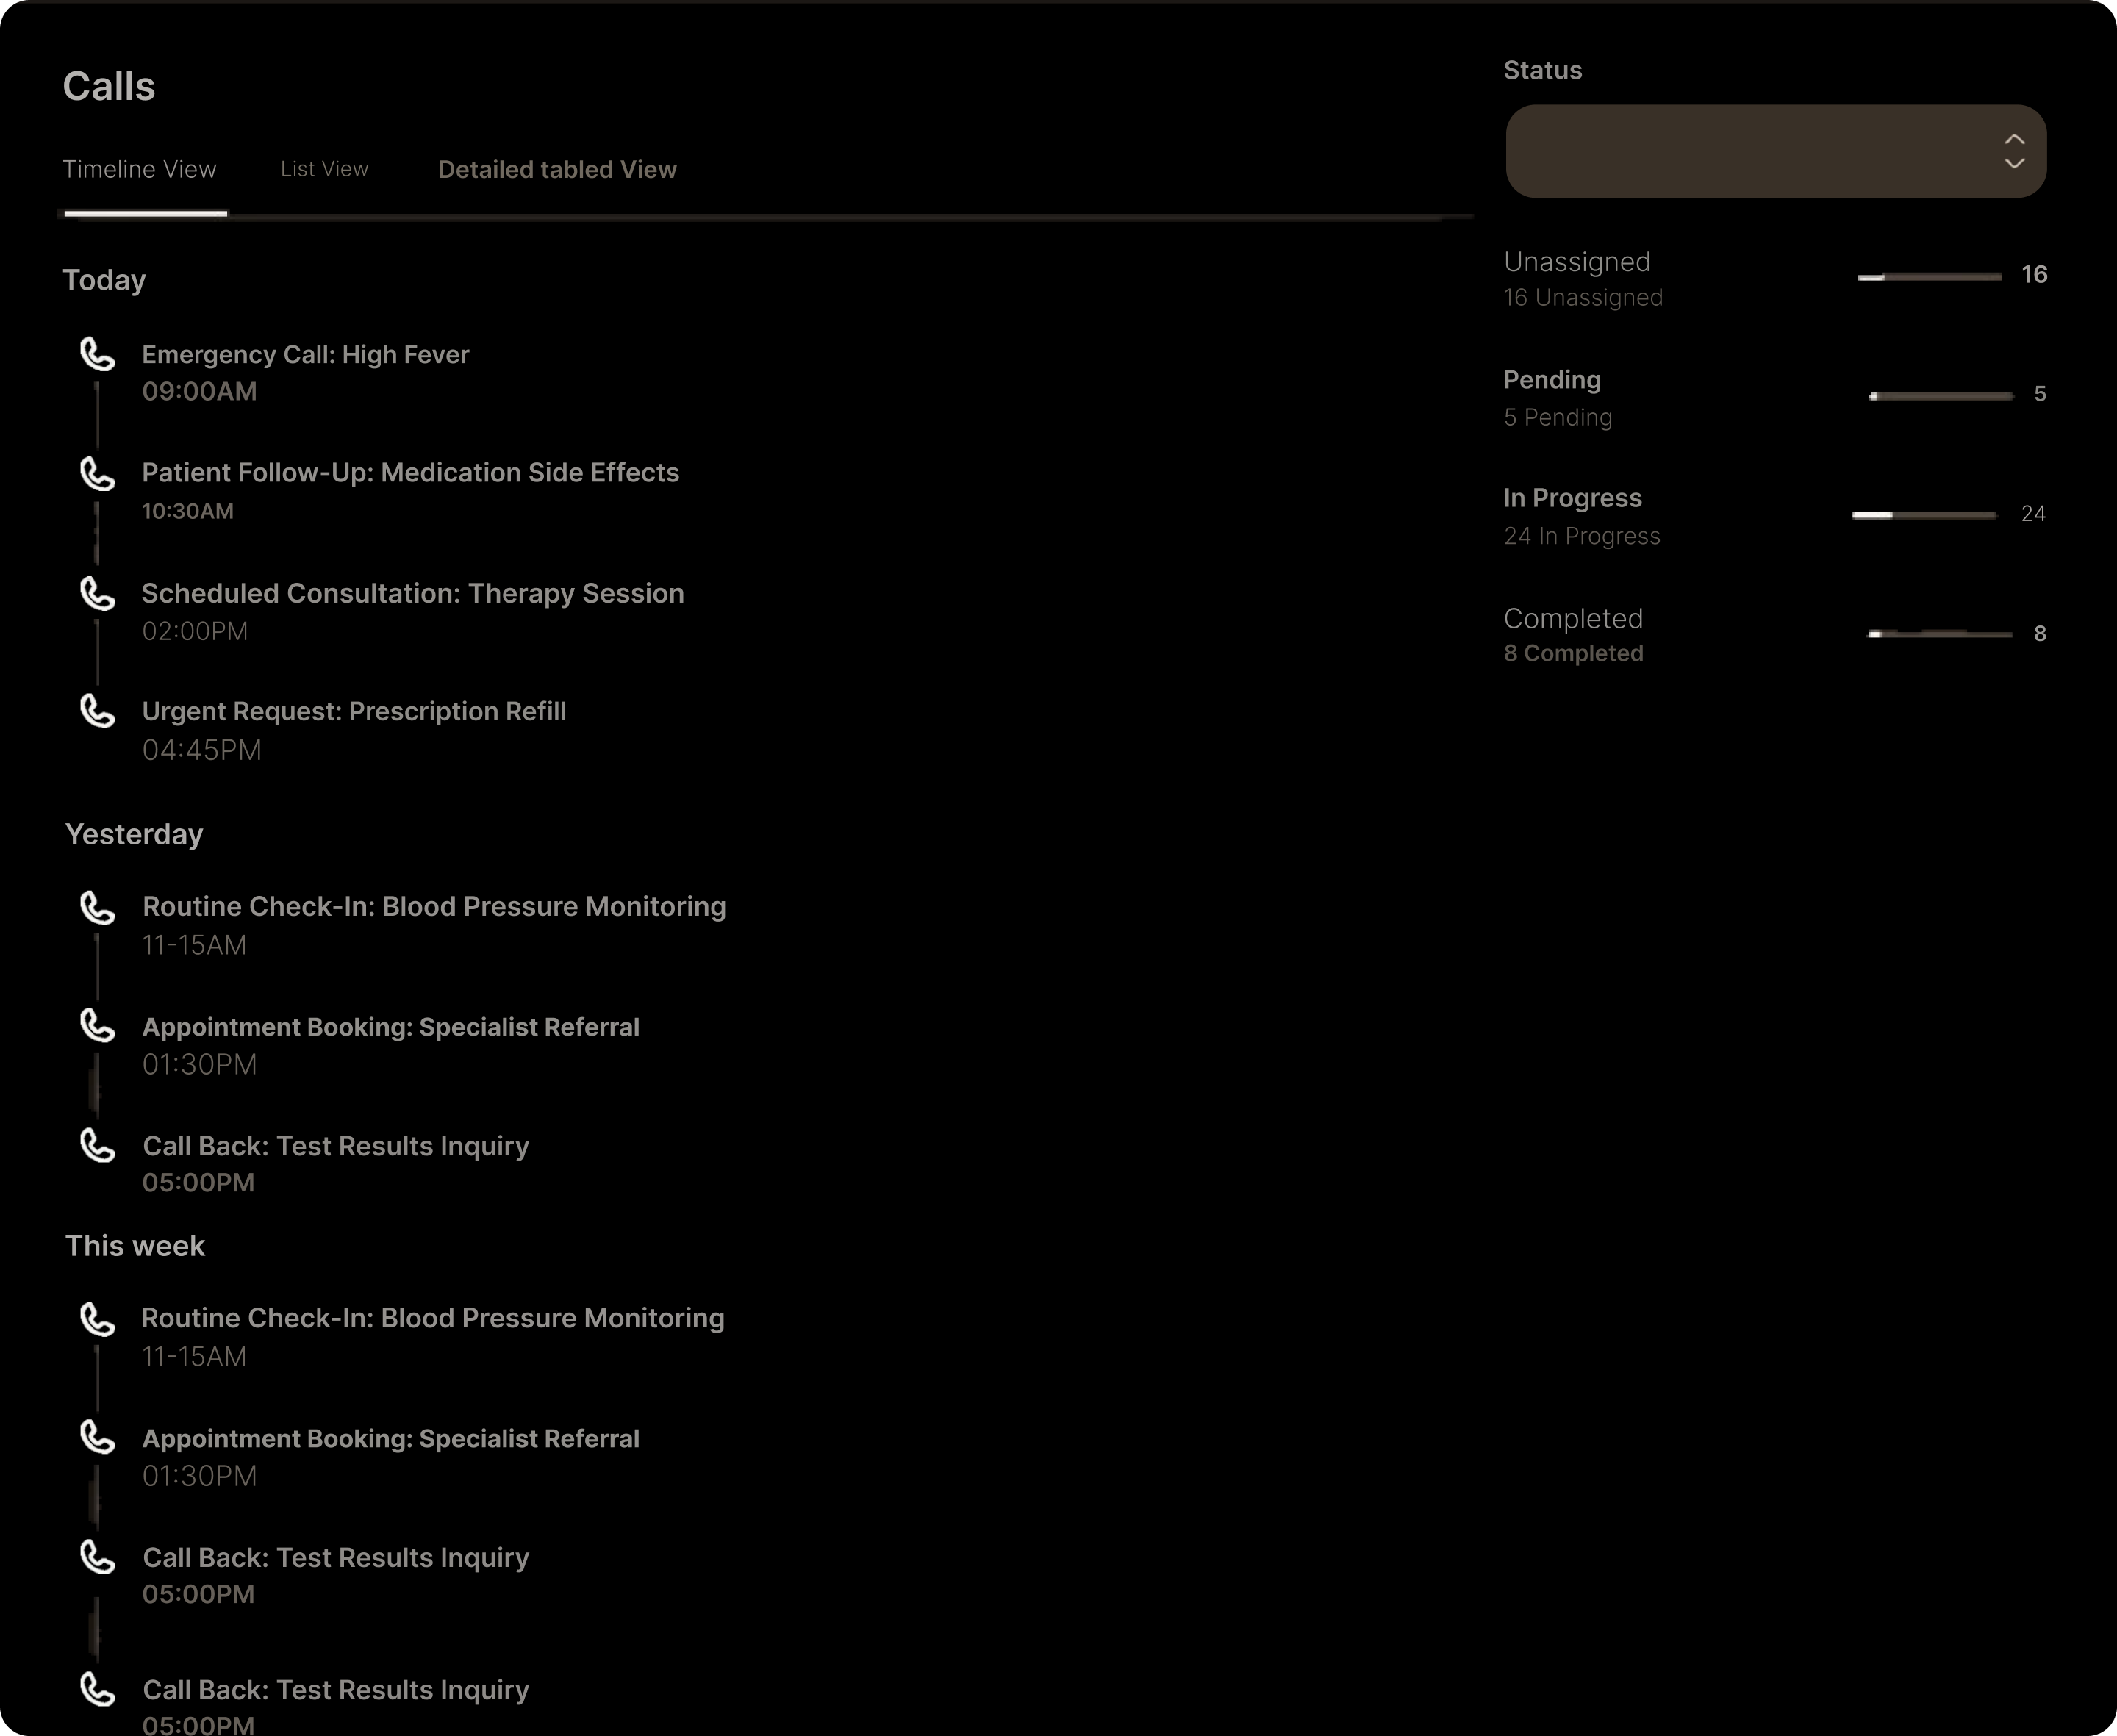 Calls
Timeline View
List View
Detailed tabled View
Today
Emergency Call: High Fever
09:00AM
Patient Follow-Up: Medication Side Effects
10:30AM
Scheduled Consultation: Therapy Session
02:00PM
Urgent Request: Prescription Refill
04:45PM
Yesterday
Routine Check-In: Blood Pressure Monitoring
11-15AM
Appointment Booking: Specialist Referral
01:30PM
Call Back: Test Results Inquiry
05:00PM
This week
Routine Check-In: Blood Pressure Monitoring
11-15AM
Appointment Booking: Specialist Referral
01:30PM
Call Back: Test Results Inquiry
05:00PM
Call Back: Test Results Inquiry
05:00PM
Status
Unassigned
16 Unassigned
16
Pending
5 Pending
5
In Progress
24 In Progress
24
Completed
8 Completed
8